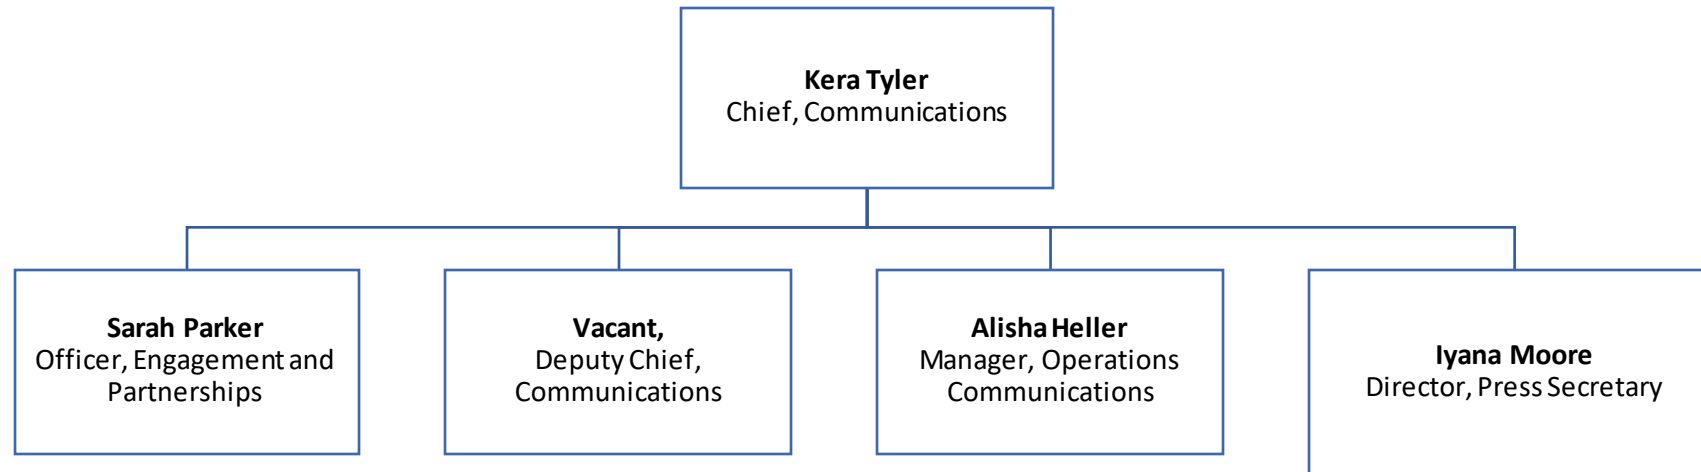 Kera Tyler
Chief, Communications
Sarah Parker
Officer, Engagement and
Partnerships
Vacant,
Deputy Chief,
Communications
Alisha Heller
Manager, Operations
Communications
Iyana Moore
Director, Press Secretary